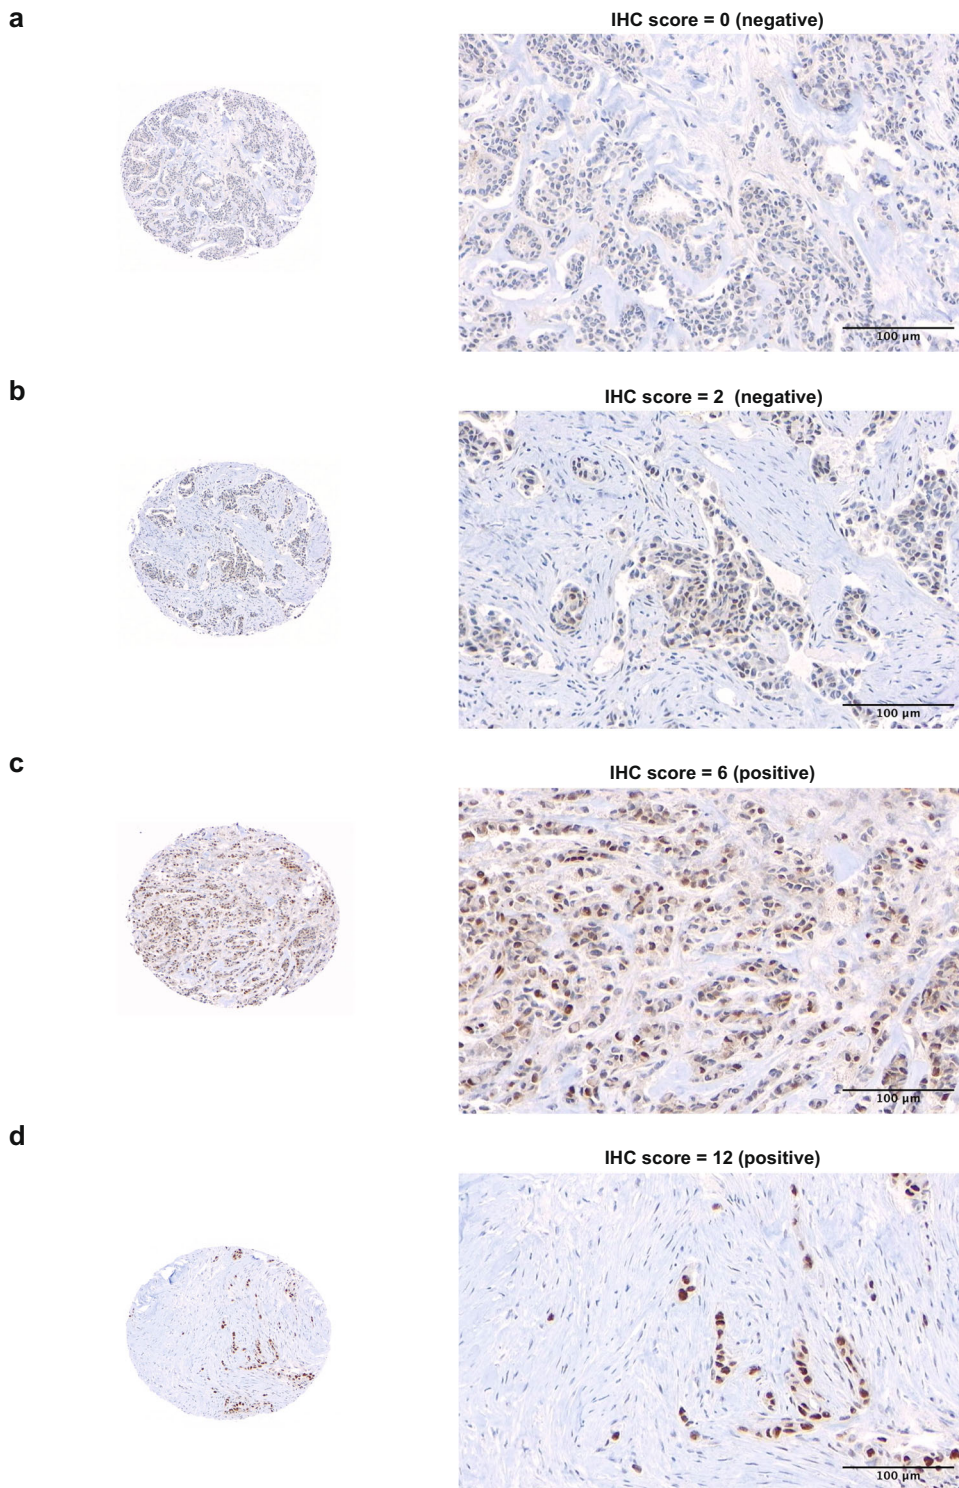 a
IHC score = 0 (negative)
100 µm
b
IHC score = 2 (negative)
100 µm
c
IHC score = 6 (positive)
100 µm
d
IHC score = 12 (positive)
100 µm